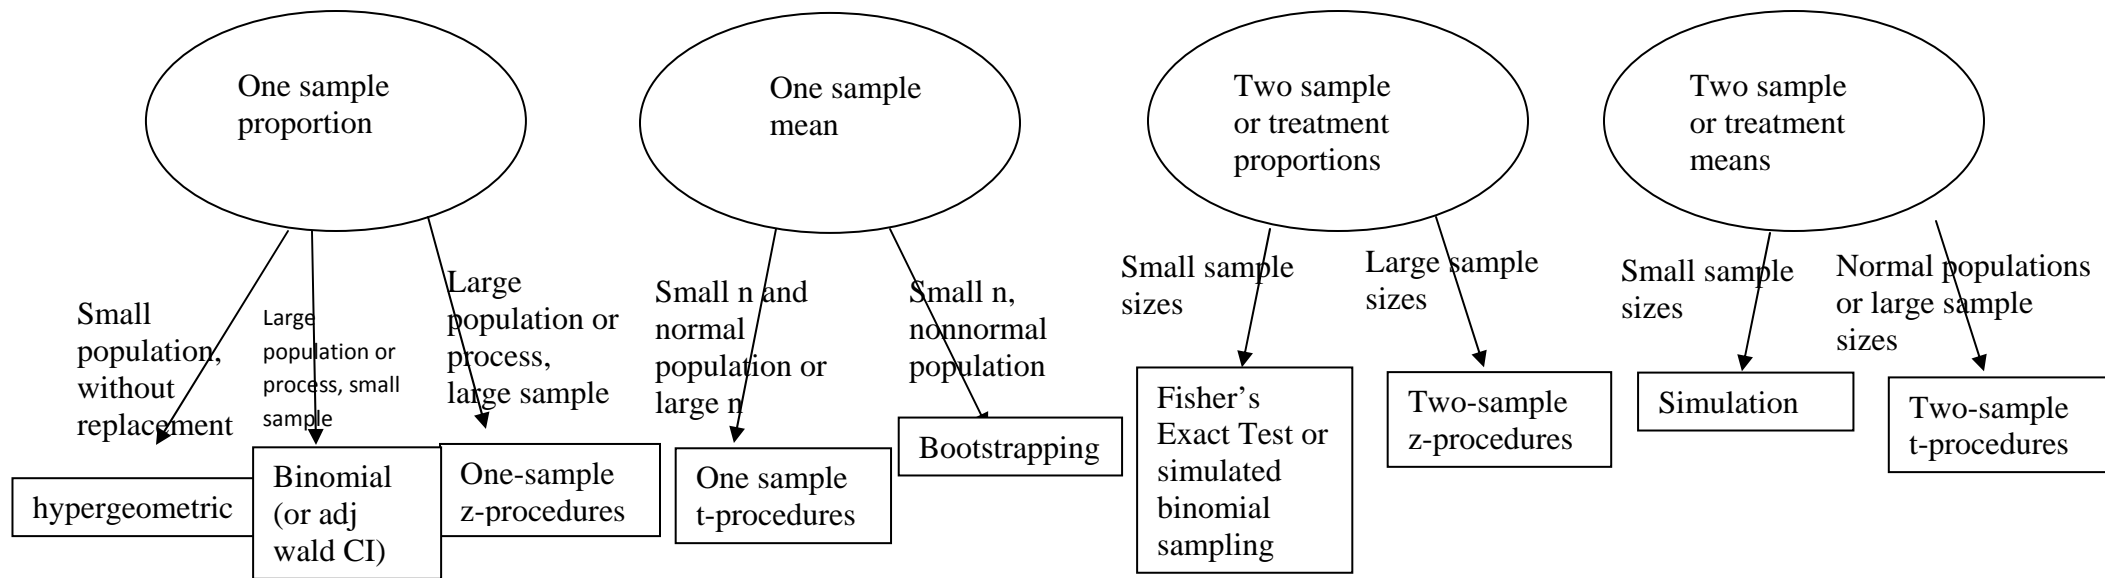 One sample
proportion
One sample
mean
Two sample
or treatment
proportions
Two sample
or treatment
means
Small
population,
without
replacement
Large
population or
process, small
sample
Large
population or
process,
large sample
Small n and
normal
population or
large n
Small n,
nonnormal
population
Small sample
sizes
Large sample
sizes
Small sample
sizes
Normal populations
or large sample
sizes
hypergeometric
Binomial
(or adj
wald CI)
One-sample
z-procedures
One sample
t-procedures
Bootstrapping
Fisher’s
Exact Test or
simulated
binomial
sampling
Two-sample
z-procedures
Simulation
Two-sample
t-procedures